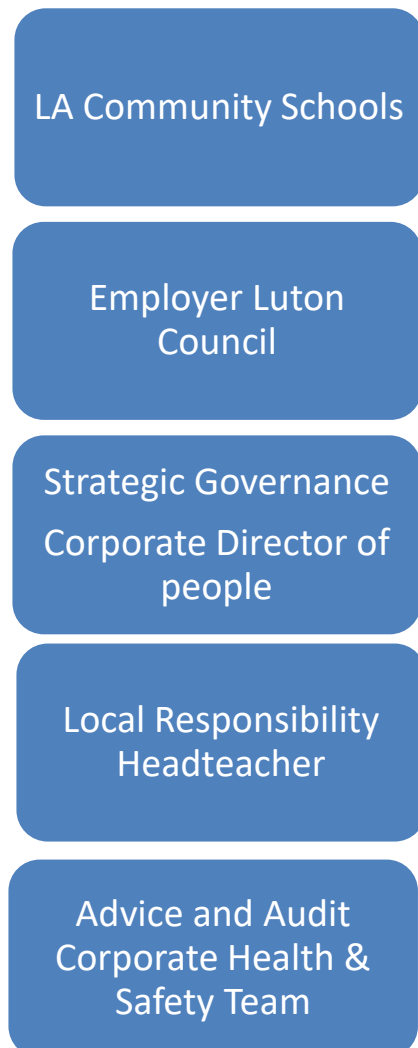 LA Community Schools
Employer Luton
Council
Strategic Governance
Corporate Director of
people
Local Responsibility
Headteacher
Advice and Audit
Corporate Health &
Safety Team